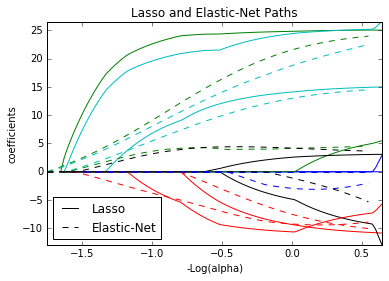 Lasso and Elastic-Net Paths
coefficients
25
20
15
10
5
0
−5
−10
Lasso
Elastic-Net
−1.5 −1.0 −0.5 0.0 0.5
-Log(alpha)